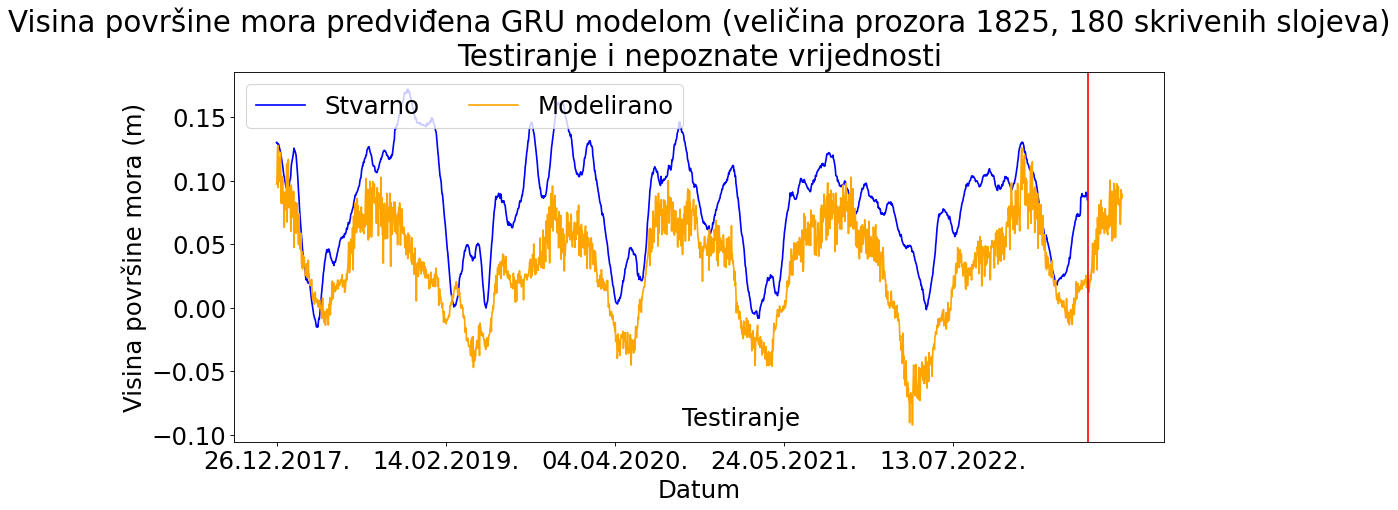 Visina površine mora predviđena GRU modelom (veličina prozora 1825, 180 skrivenih slojeva)
Testiranje i nepoznate vrijednosti
Stvarno Modelirano
Visina površine mora (m)
0.15
0.10
0.05
0.00
−0.05
−0.10
Testiranje
26.12.2017. 14.02.2019. 04.04.2020. 24.05.2021. 13.07.2022.
Datum